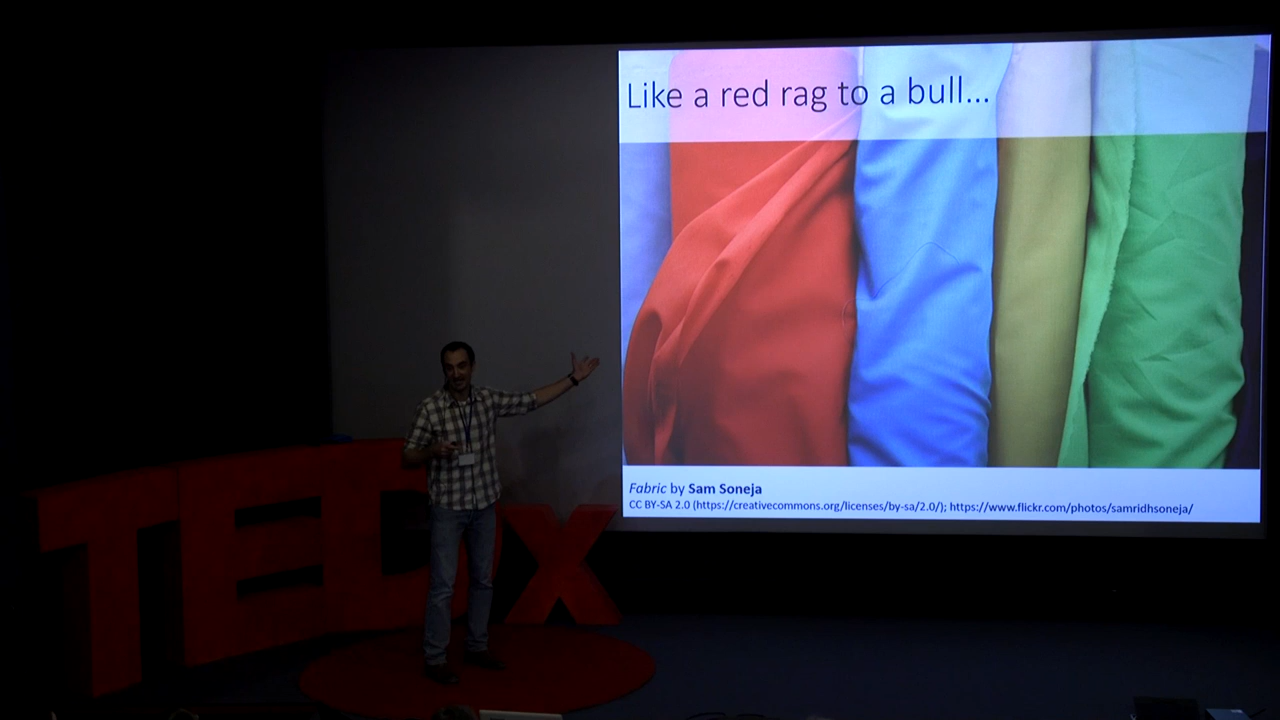 Like a red rag to a bull...
Fabric by Sam Soneja
CC BY-SA 2.0 (https://creativecommons.org/licenses/by-sa/2.0/); https://www.flickr.com/photos/samridhsoneja/
TEDx